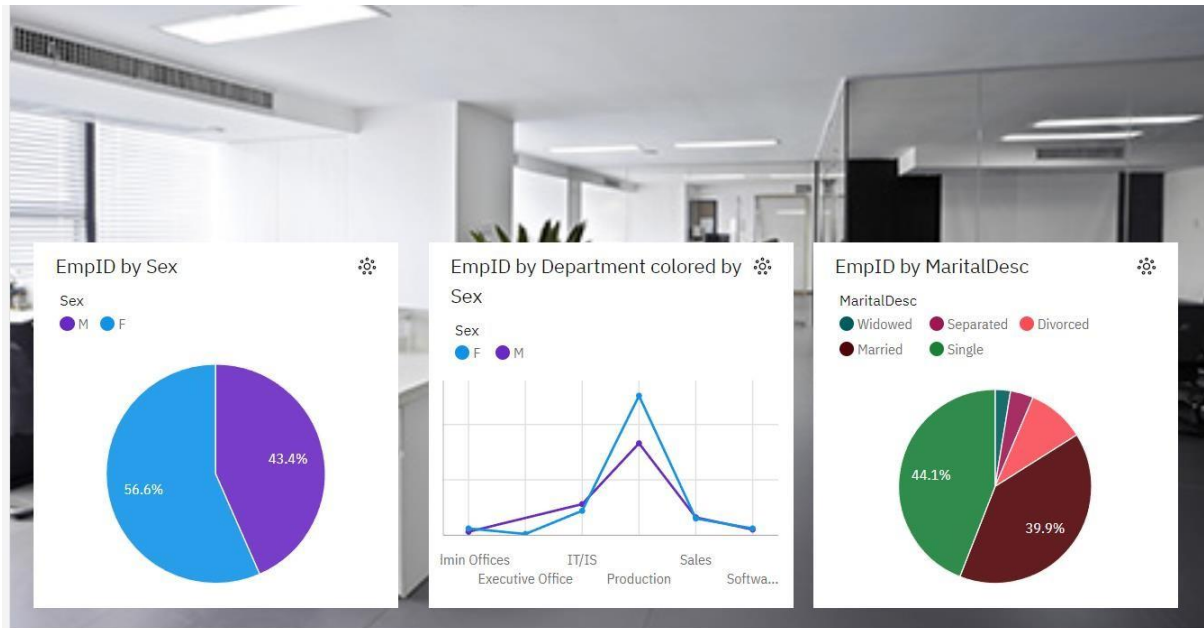 EmpID by Sex
Sex
M F
56.6%
43.4%
EmpID by Department colored by
Sex
Sex
F M
lmin Offices
IT/IS
Sales
Executive Office
Production
Softwa...
EmpID by MaritalDesc
MaritalDesc
Widowed Separated Divorced
Married Single
44.1%
39.9%